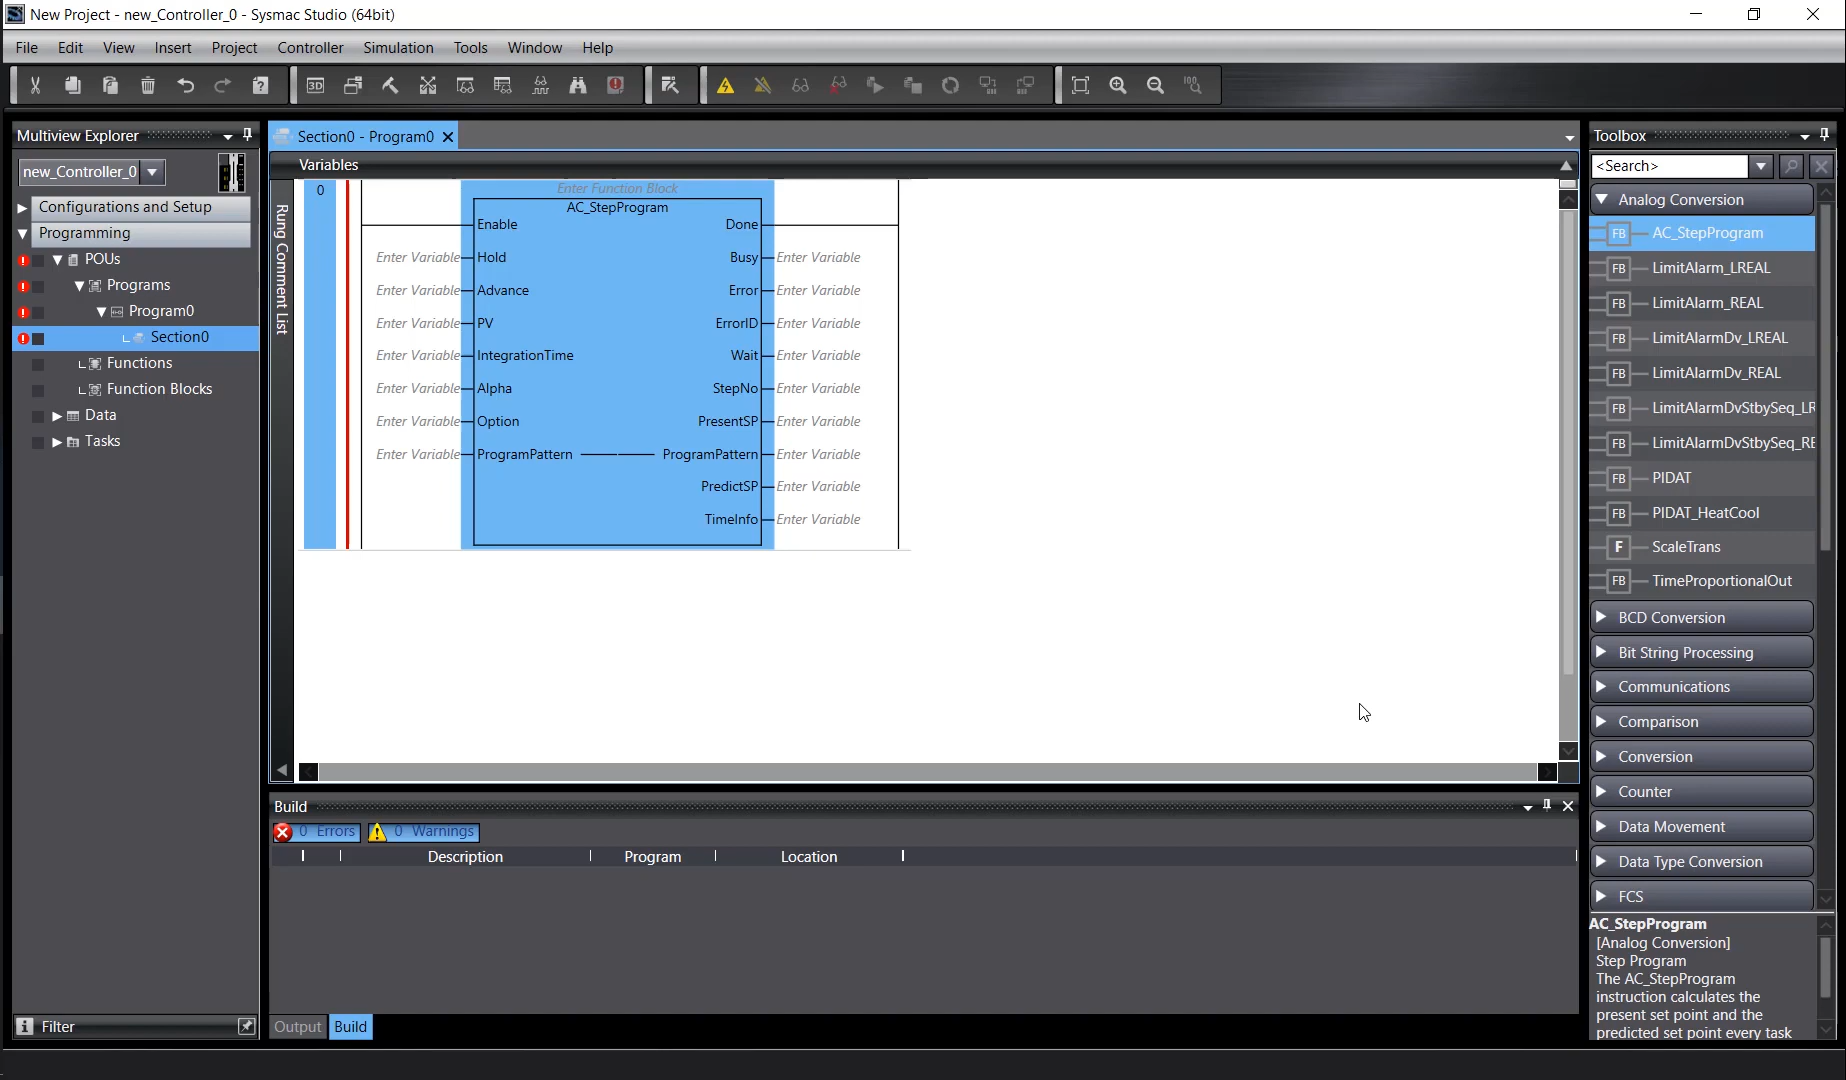 New Project - new_Controller_0 - Sysmac Studio (64bit)
File Edit View Insert Project Controller Simulation Tools Window Help
3D
Multiview Explorer
new_Controller_0
Configurations and Setup
Programming
POUs
Programs
Program0
Section0
Functions
Function Blocks
Data
Tasks
Filter
Section0 - Program0
Variables
Rung Comment List
0
Enter Function Block
AC_StepProgram
Enable Done
Enter Variable Hold Busy Enter Variable
Enter Variable Advance Error Enter Variable
Enter Variable PV ErrorID Enter Variable
Enter Variable IntegrationTime Wait Enter Variable
Enter Variable Alpha StepNo Enter Variable
Enter Variable Option PresentSP Enter Variable
Enter Variable ProgramPattern ProgramPattern Enter Variable
PredictSP Enter Variable
TimeInfo Enter Variable
Build
0 Errors 0 Warnings
Description Program Location
Output Build
Toolbox
<Search>
Analog Conversion
FB AC_StepProgram
FB LimitAlarm_LREAL
FB LimitAlarm_REAL
FB LimitAlarmDv_LREAL
FB LimitAlarmDv_REAL
FB LimitAlarmDvStbySeq_LR
FB LimitAlarmDvStbySeq_RE
FB PIDAT
FB PIDAT_HeatCool
F ScaleTrans
FB TimeProportionalOut
BCD Conversion
Bit String Processing
Communications
Comparison
Conversion
Counter
Data Movement
Data Type Conversion
FCS
AC_StepProgram
[Analog Conversion]
Step Program
The AC_StepProgram
instruction calculates the
present set point and the
predicted set point every task